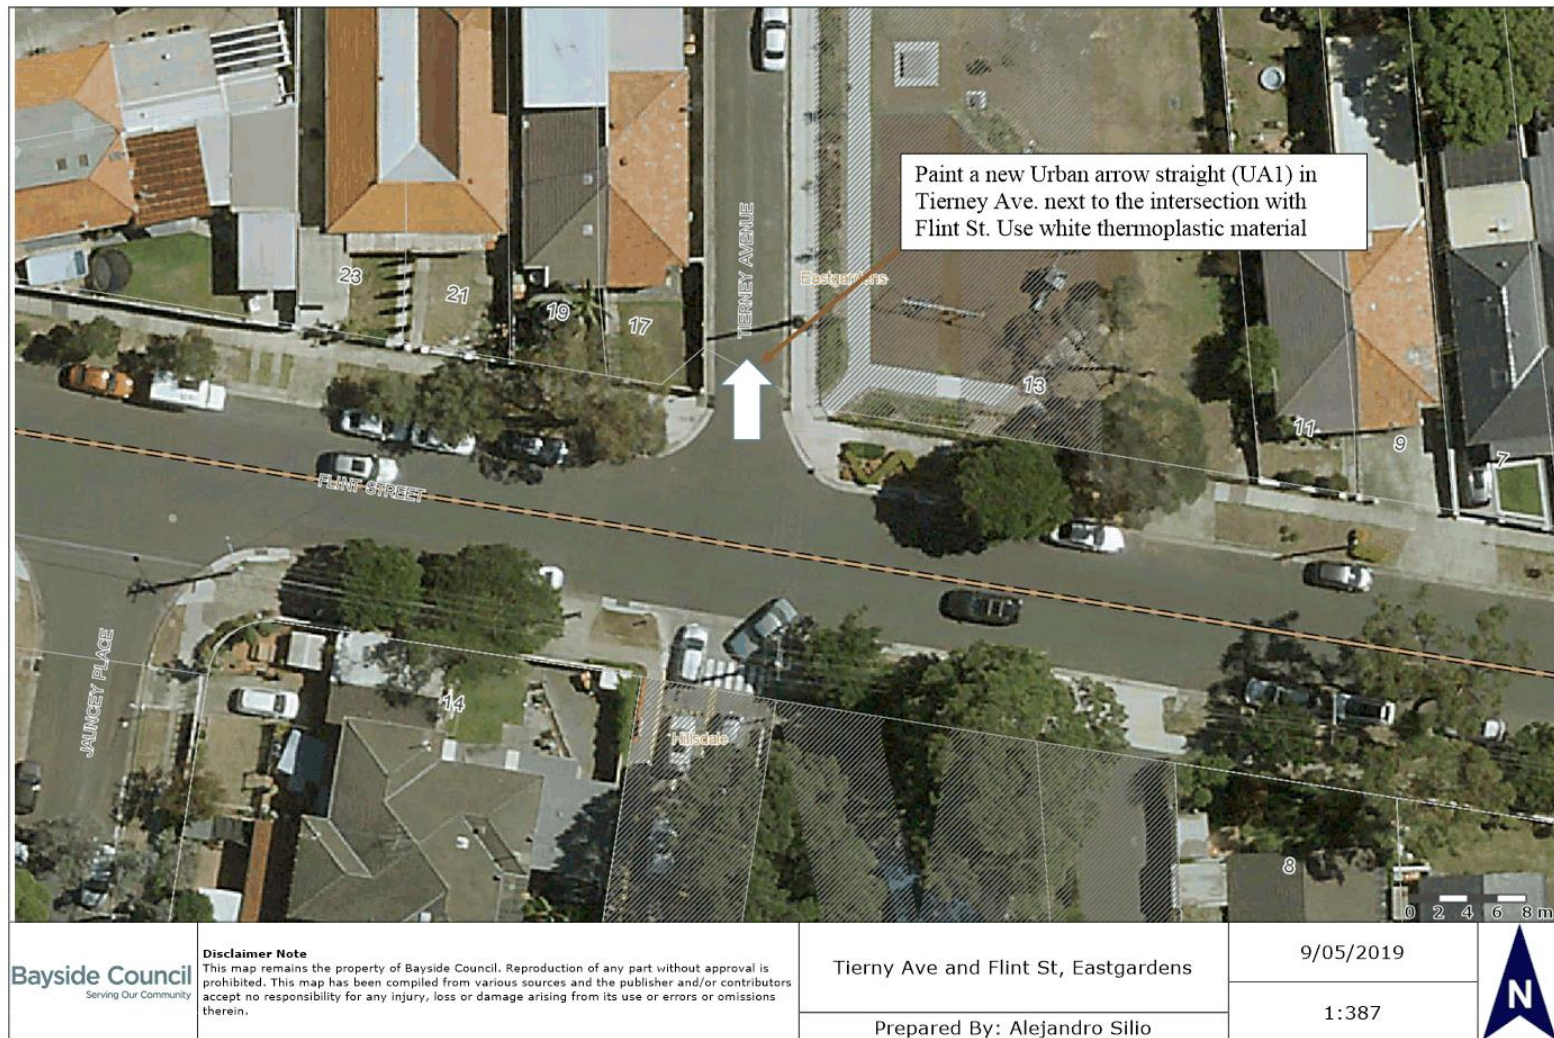 Paint a new Urban arrow straight (UA1) in
Tierney Ave. next to the intersection with
Flint St. Use white thermoplastic material
TIERNEY AVENUE
Eastgardens
23
21
19
17
13
11
9
7
FLINT STREET
JAUNCEY PLACE
14
Hillsdale
8
0 2 4 6 8 m
Bayside Council
Serving Our Community
Disclaimer Note
This map remains the property of Bayside Council. Reproduction of any part without approval is
prohibited. This map has been compiled from various sources and the publisher and/or contributors
accept no responsibility for any injury, loss or damage arising from its use or errors or omissions
therein.
Tierny Ave and Flint St, Eastgardens
Prepared By: Alejandro Silio
9/05/2019
1:387
N